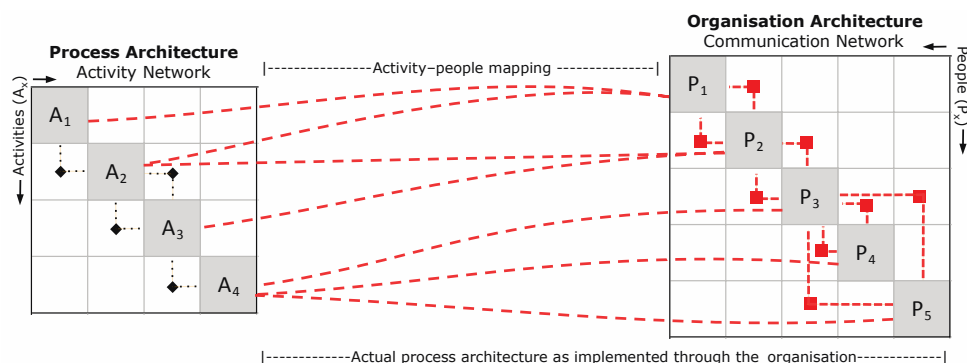 Organisation Architecture
Communication Network
Process Architecture
Activity Network
|---------Activity–people mapping---------|
Activities (Aₓ)
People (Pₓ)
A₁
A₂
A₃
A₄
P₁
P₂
P₃
P₄
P₅
|---------Actual process architecture as implemented through the organisation---------|